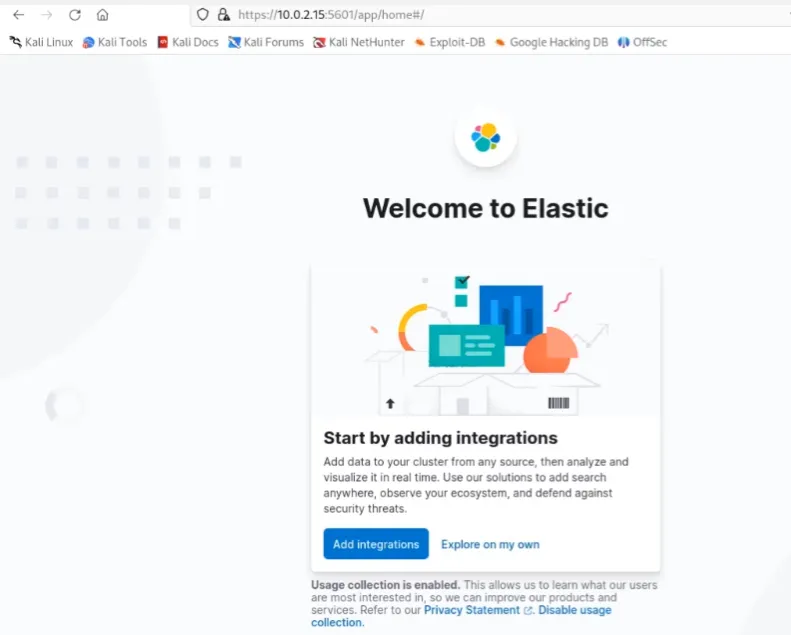 https://10.0.2.15:5601/app/home#/
Kali Linux Kali Tools Kali Docs Kali Forums Kali NetHunter Exploit-DB Google Hacking DB OffSec
Welcome to Elastic
Start by adding integrations
Add data to your cluster from any source, then analyze and
visualize it in real time. Use our solutions to add search
anywhere, observe your ecosystem, and defend against
security threats.
Add integrations Explore on my own
Usage collection is enabled. This allows us to learn what our users
are most interested in, so we can improve our products and
services. Refer to our Privacy Statement. Disable usage
collection.